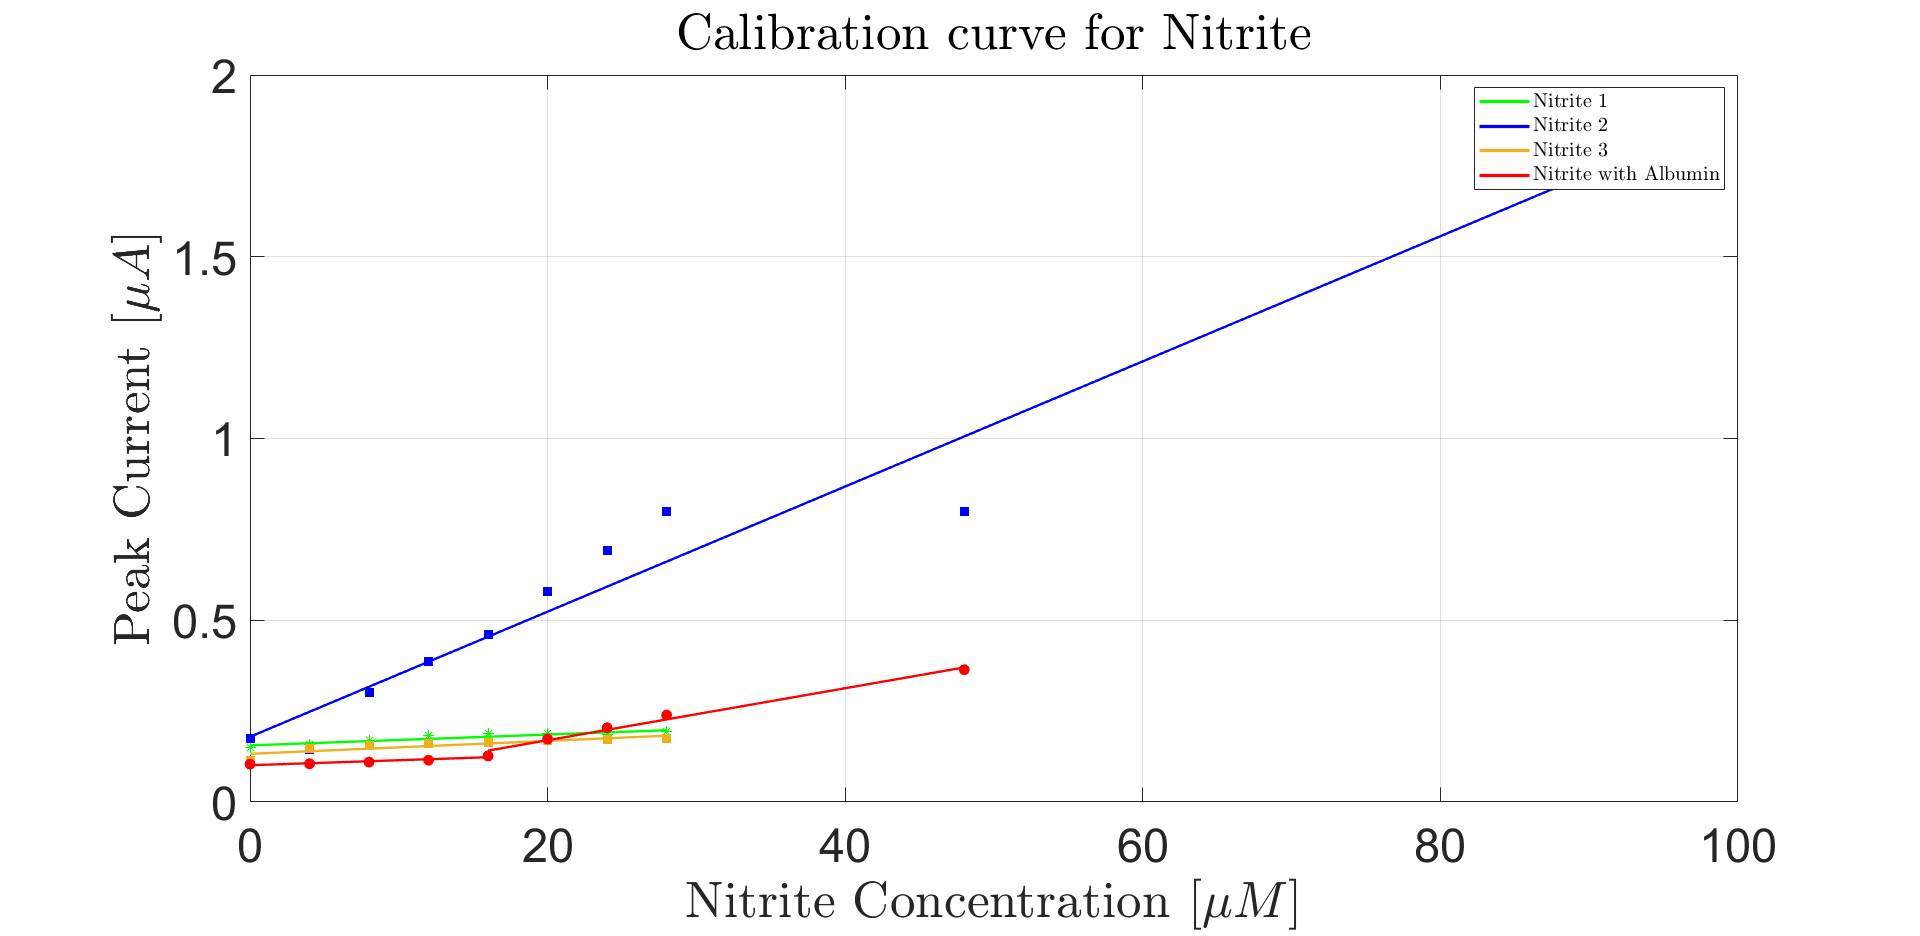 Calibration curve for Nitrite
2
1.5
1
0.5
0
Peak Current [μA]
Nitrite 1
Nitrite 2
Nitrite 3
Nitrite with Albumin
0 20 40 60 80 100
Nitrite Concentration [μM]